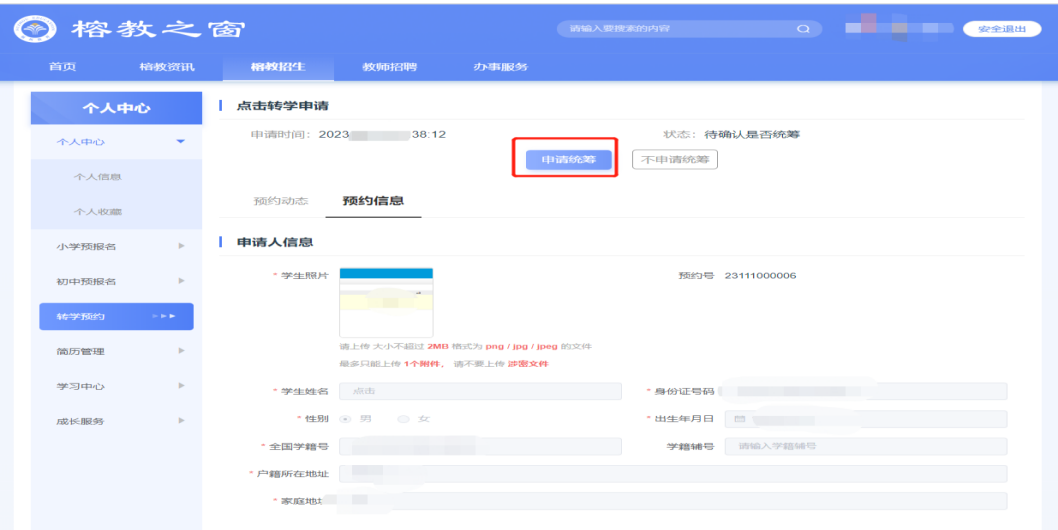 榕教之窗
请输入要搜索的内容
安全退出
首页 榕教资讯 榕教招生 教师招聘 办事服务
个人中心
个人中心
个人信息
个人收藏
小学预报名
初中预报名
转学预约
简历管理
学习中心
成长服务
点击转学申请
申请时间: 2023 38:12 状态: 待确认是否统筹
申请统筹 不申请统筹
预约动态 预约信息
申请人信息
* 学生照片 预约号 23111000006
请上传 大小不超过 2MB 格式为 png / jpg / jpeg 的文件
最多只能上传 1个附件， 请不要上传 涉密文件
* 学生姓名 点击 * 身份证号码
* 性别 男 女 * 出生年月日
* 全国学籍号 学籍辅号 请输入学籍辅号
* 户籍所在地址
* 家庭地址